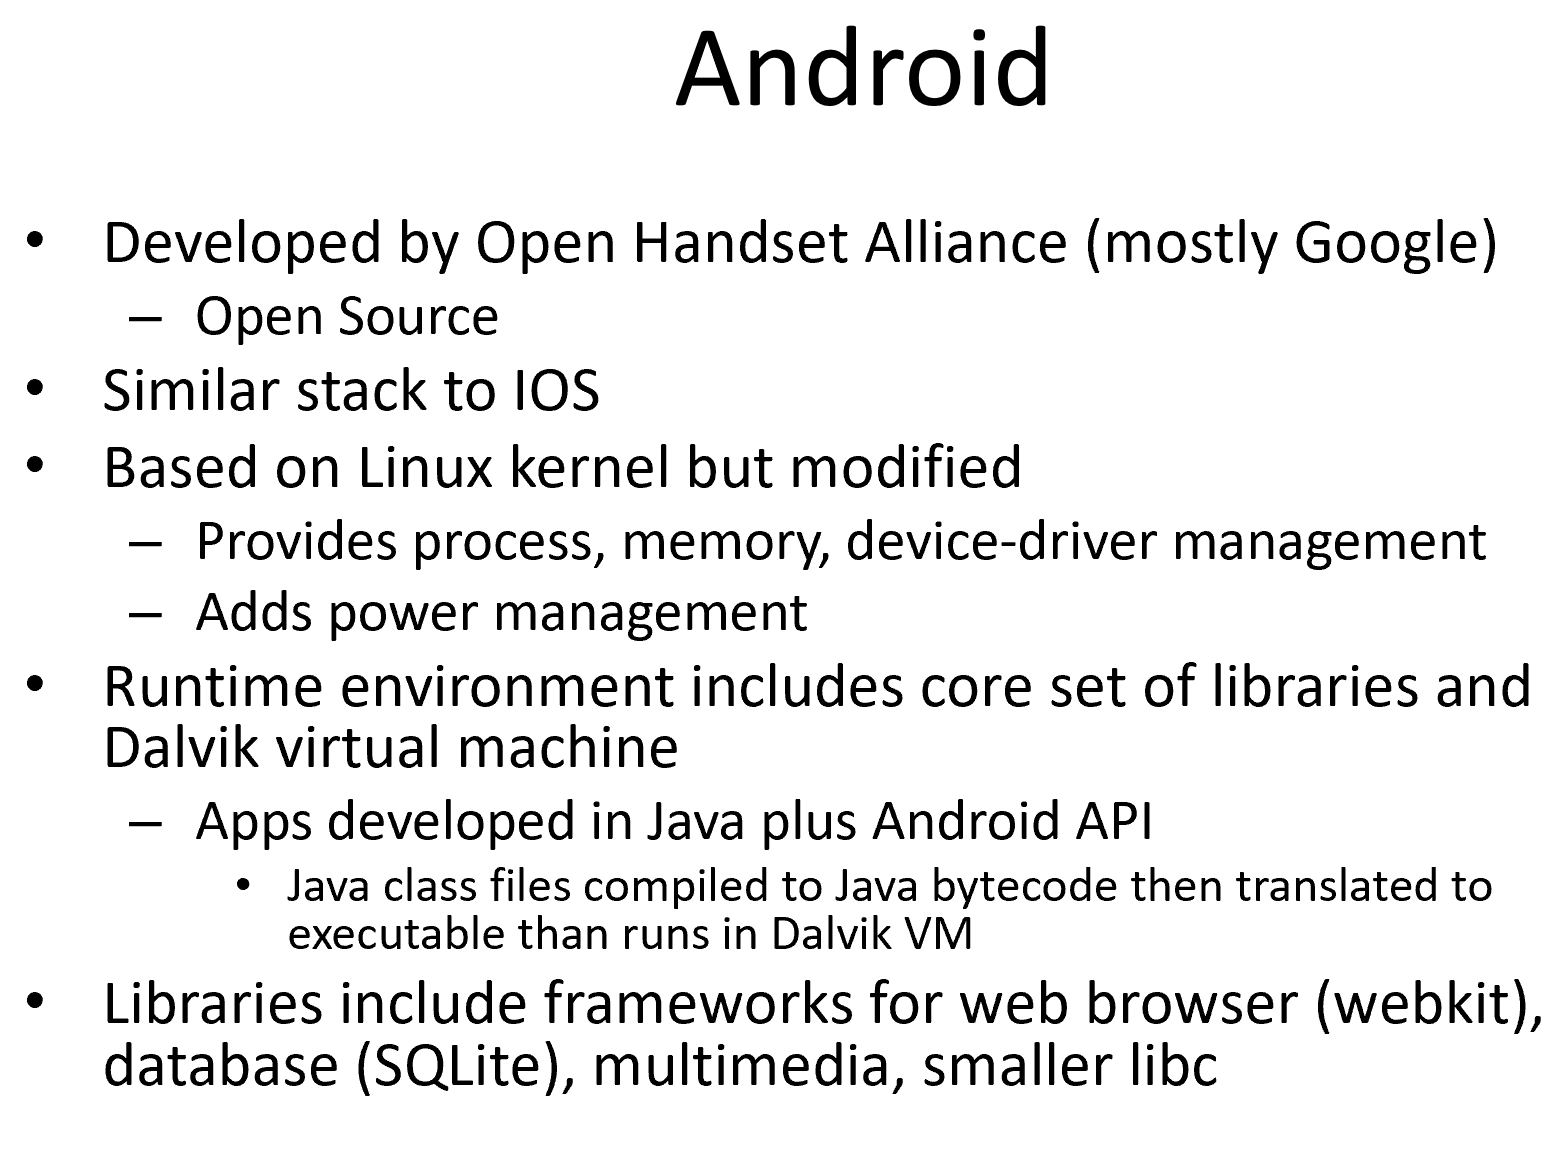 Android
• Developed by Open Handset Alliance (mostly Google)
– Open Source
• Similar stack to IOS
• Based on Linux kernel but modified
– Provides process, memory, device-driver management
– Adds power management
• Runtime environment includes core set of libraries and
Dalvik virtual machine
– Apps developed in Java plus Android API
• Java class files compiled to Java bytecode then translated to
executable than runs in Dalvik VM
• Libraries include frameworks for web browser (webkit),
database (SQLite), multimedia, smaller libc